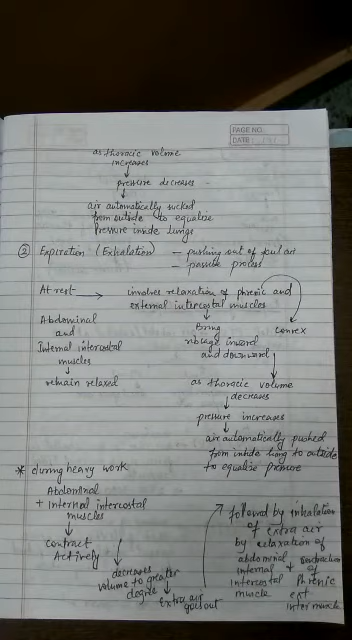 PAGE NO.
DATE
as thoracic volume
increases
pressure decreases
air automatically sucked
from outside to equalize
pressure inside lungs
② Expiration (Exhalation) - pushing out of foul air
- passive process
At rest → involves relaxation of phrenic and
external intercostal muscles
Abdominal
and
Internal intercostal
muscles
remain relaxed
Bring
ribcage inward
and downward
convex
as thoracic volume
decreases
pressure increases
air automatically pushed
from inside lung to outside
to equalize pressure
* during heavy work
Abdominal
+ Internal intercostal
muscles
contract
Actively
decreases
volume to greater
degree
extra air
goes out
followed by inhalation
of extra air
by relaxation of
abdominal
internal
intercostal
muscle
+ contraction
of
Phrenic
ext
inter muscle